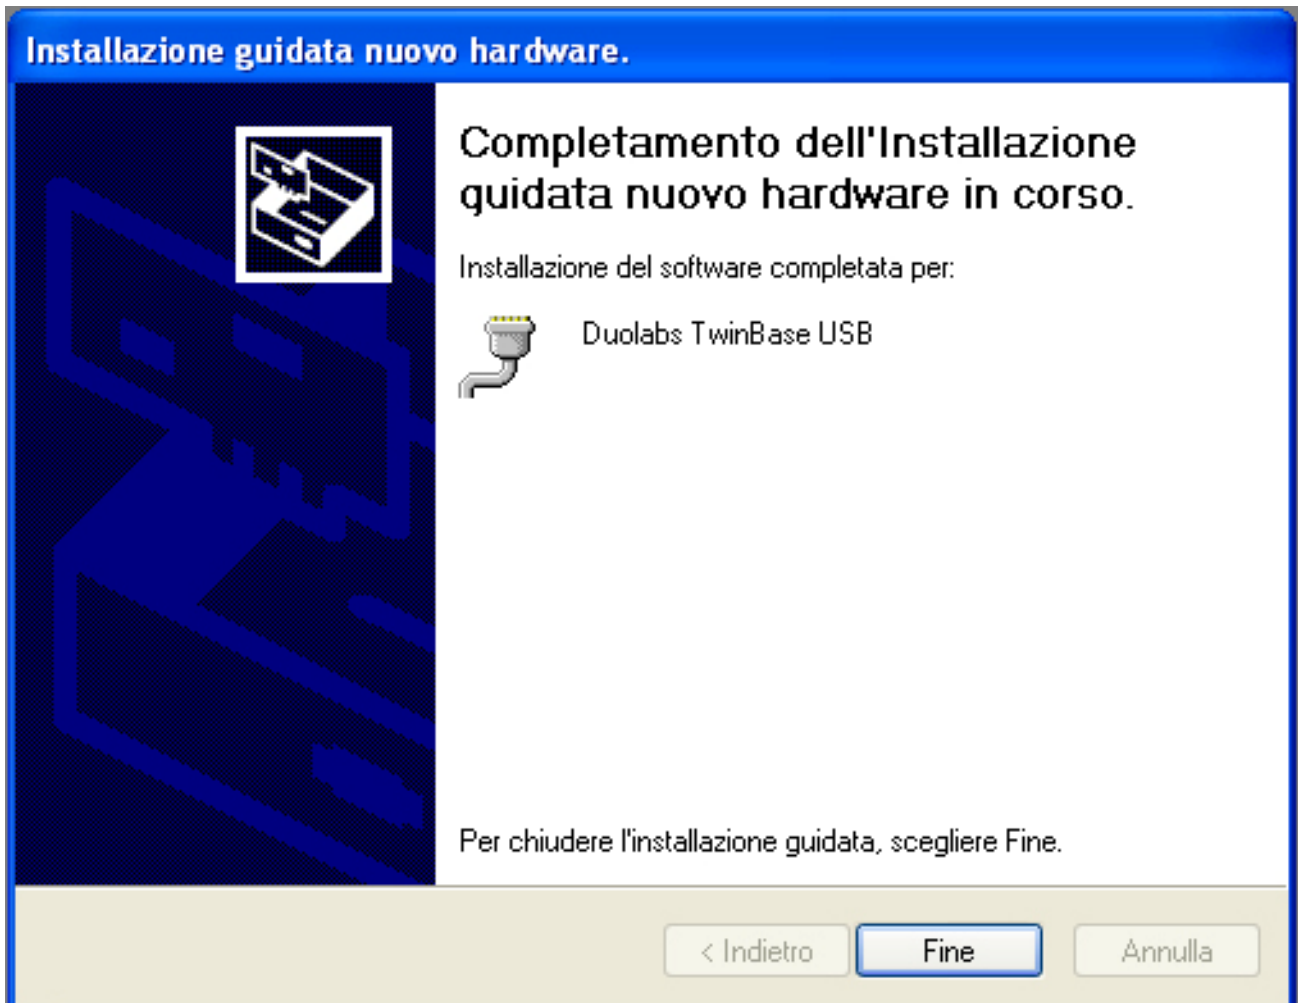 Installazione guidata nuovo hardware.
Completamento dell'Installazione
guidata nuovo hardware in corso.
Installazione del software completata per:
Duolabs TwinBase USB
Per chiudere l'installazione guidata, scegliere Fine.
< Indietro
Fine
Annulla